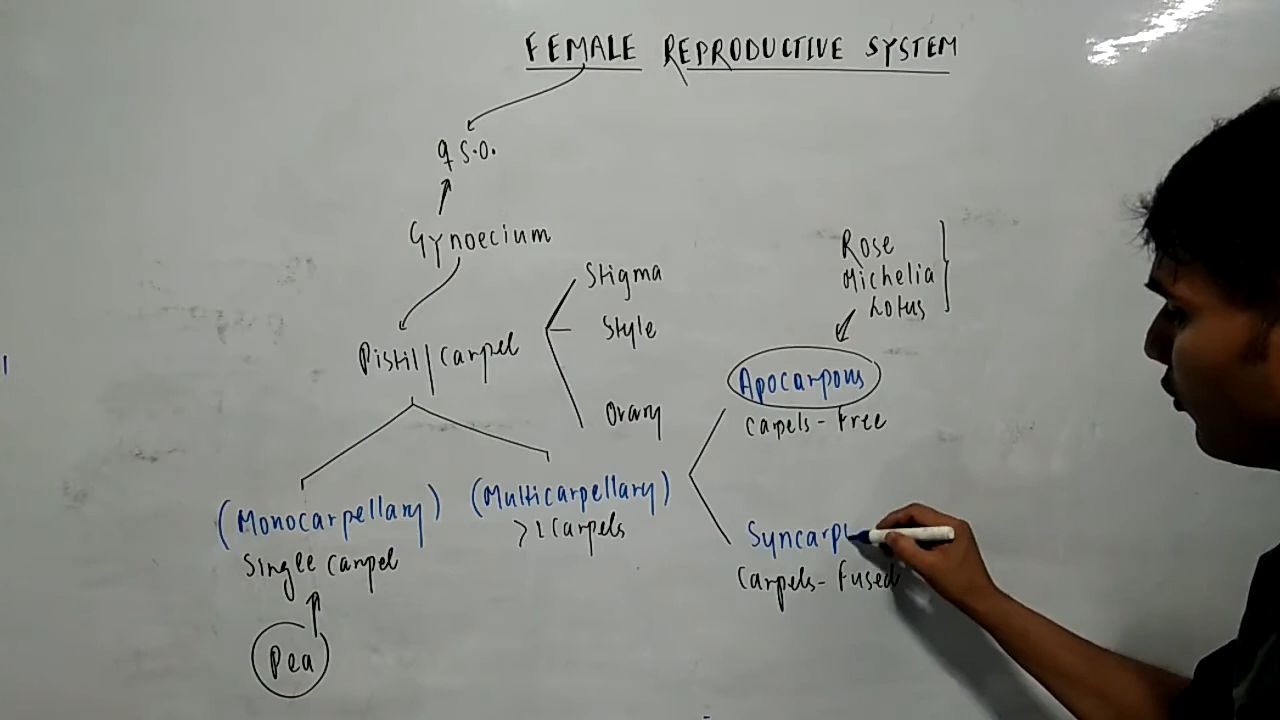 FEMALE REPRODUCTIVE SYSTEM
♀ S.O.
Gynoecium
Stigma
Style
Ovary
Pistil/Carpel
(Monocarpellary)
Single Carpel
Pea
(Multicarpellary)
>1 Carpels
Rose
Michelia
Lotus
Apocarpous
Carpels - Free
Syncarp
Carpels - Fused